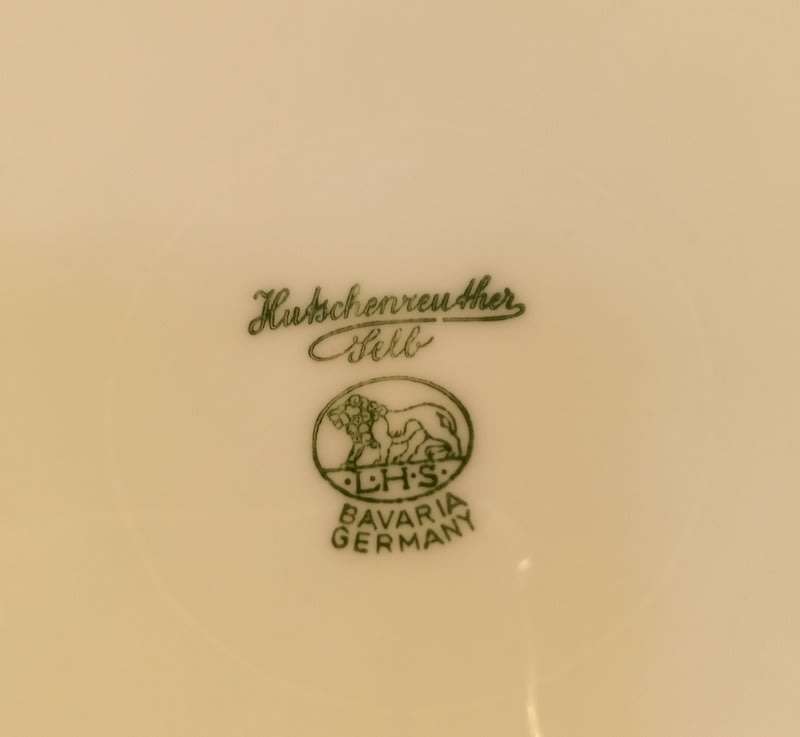 Hutschenreuther
Selb
·L·H·S·
BAVARIA
GERMANY